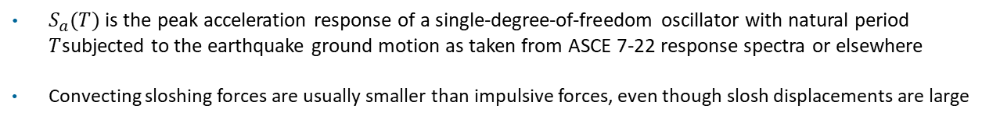 • Sₐ(T) is the peak acceleration response of a single-degree-of-freedom oscillator with natural period
T subjected to the earthquake ground motion as taken from ASCE 7-22 response spectra or elsewhere
• Convecting sloshing forces are usually smaller than impulsive forces, even though slosh displacements are large